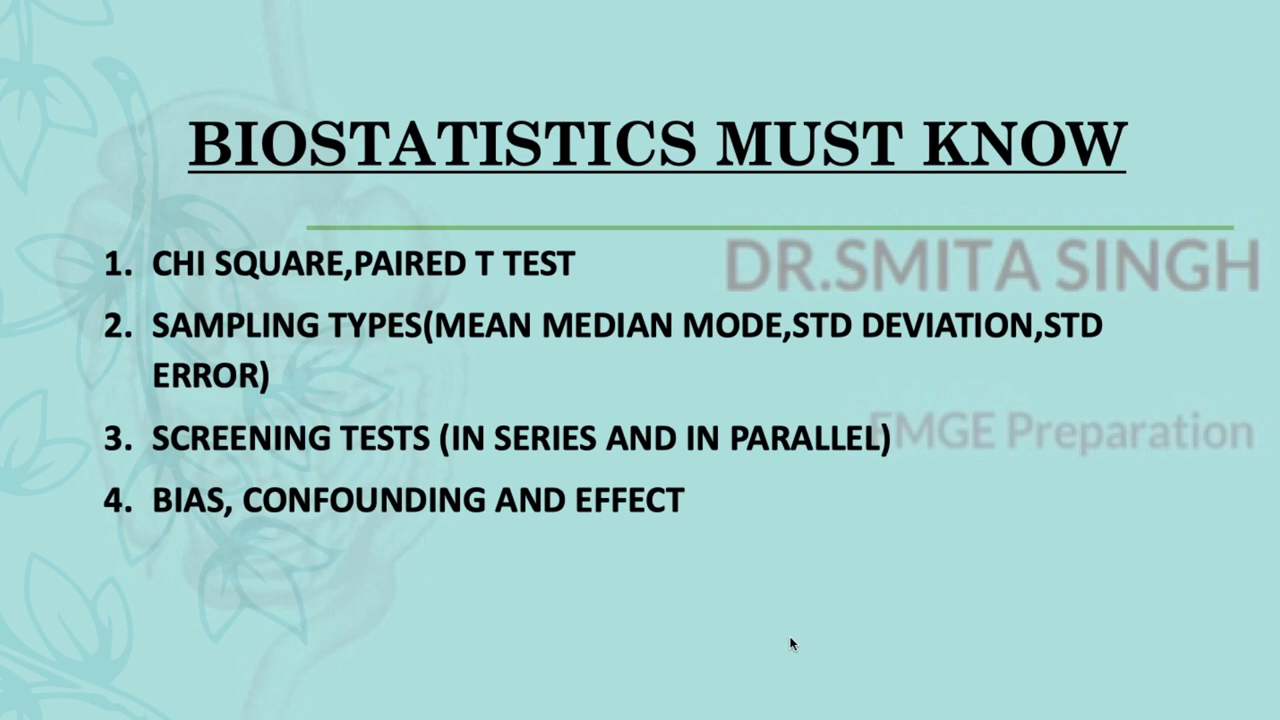 BIOSTATISTICS MUST KNOW
1. CHI SQUARE,PAIRED T TEST
DR.SMITA SINGH
2. SAMPLING TYPES(MEAN MEDIAN MODE,STD DEVIATION,STD
ERROR)
3. SCREENING TESTS (IN SERIES AND IN PARALLEL)
FMGE Preparation
4. BIAS, CONFOUNDING AND EFFECT